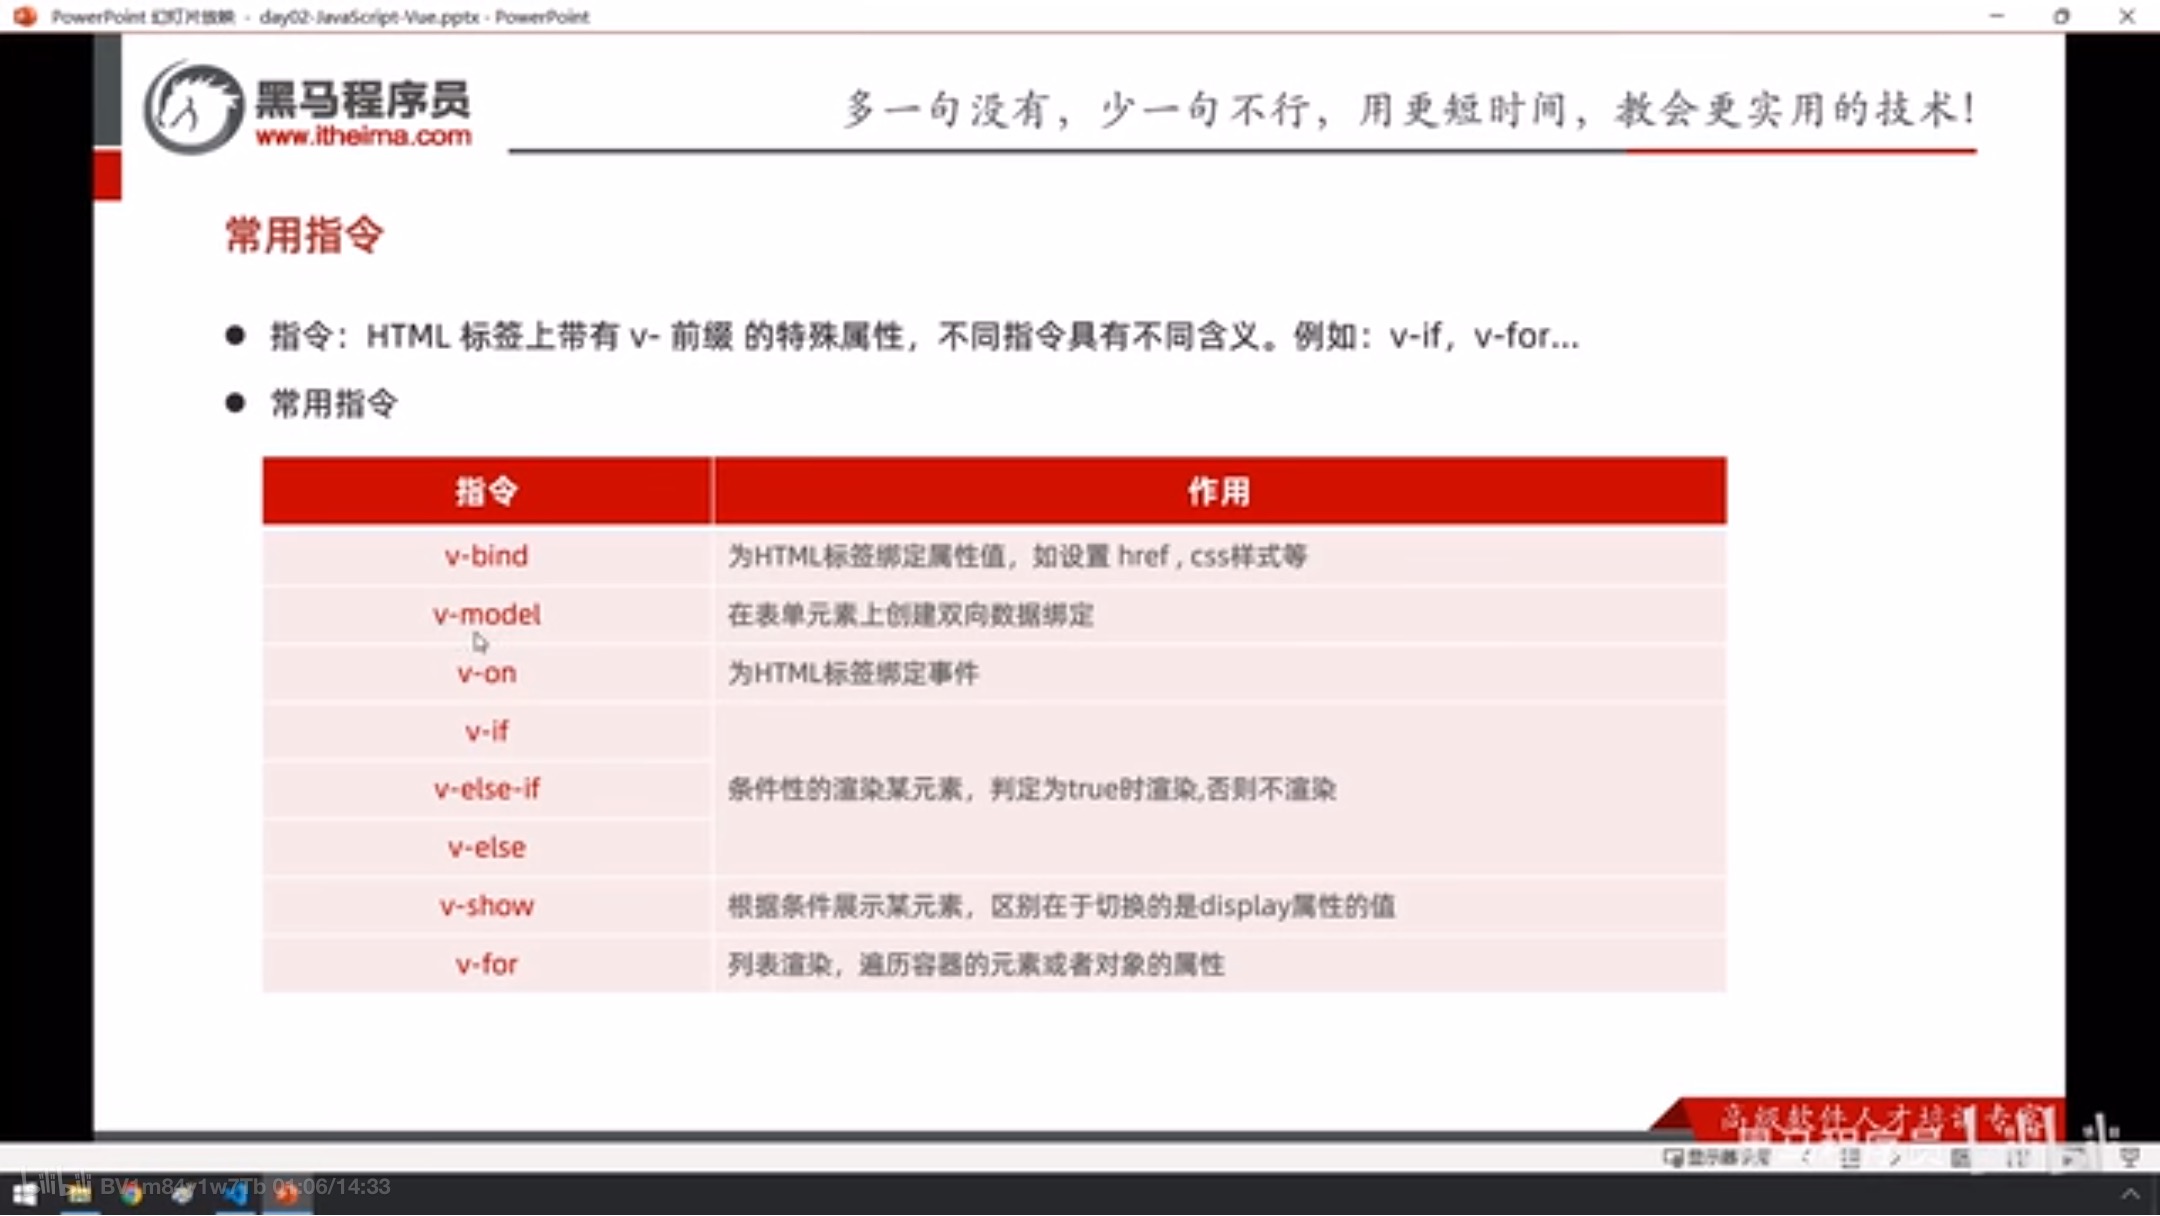 PowerPoint 幻灯片放映 - day02-JavaScript-Vue.pptx - PowerPoint
黑马程序员
www.itheima.com
多一句没有，少一句不行，用更短时间，教会更实用的技术！
常用指令
● 指令：HTML 标签上带有 v- 前缀 的特殊属性，不同指令具有不同含义。例如：v-if，v-for…
● 常用指令
指令 作用
v-bind 为HTML标签绑定属性值，如设置 href , css样式等
v-model 在表单元素上创建双向数据绑定
v-on 为HTML标签绑定事件
v-if
v-else-if 条件性的渲染某元素，判定为true时渲染,否则不渲染
v-else
v-show 根据条件展示某元素，区别在于切换的是display属性的值
v-for 列表渲染，遍历容器的元素或者对象的属性
高级软件人才培训专家
黑马程序员
bilibili BV1m84y1w7Tb 01:06/14:33